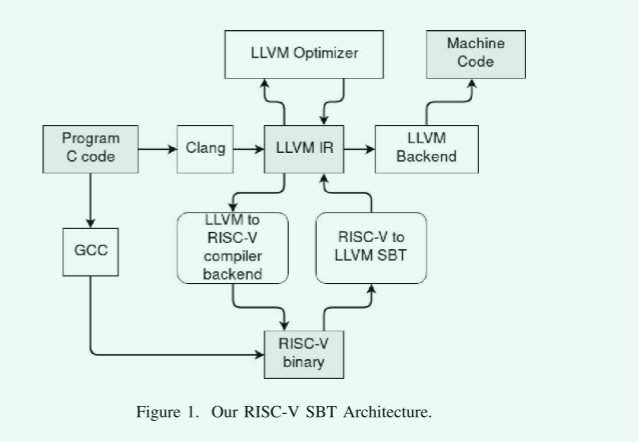 LLVM Optimizer
Machine
Code
Program
C code
Clang
LLVM IR
LLVM
Backend
GCC
LLVM to
RISC-V
compiler
backend
RISC-V to
LLVM SBT
RISC-V
binary
Figure 1. Our RISC-V SBT Architecture.